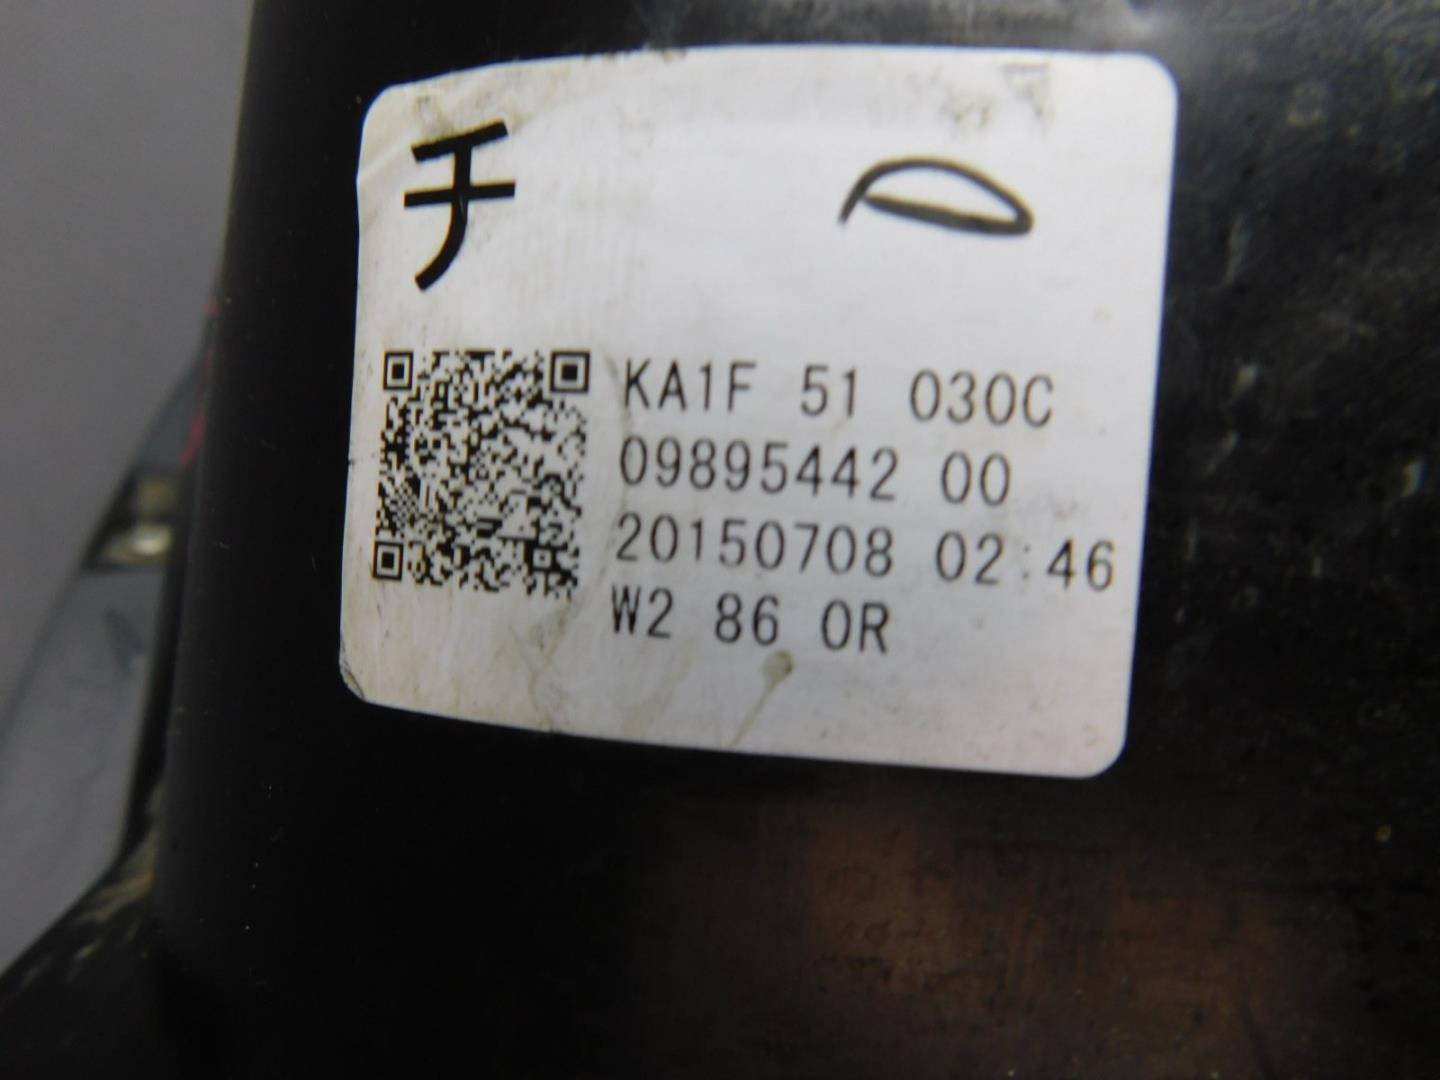 チ
KA1F 51 030C
09895442 00
20150708 02:46
W2 86 0R